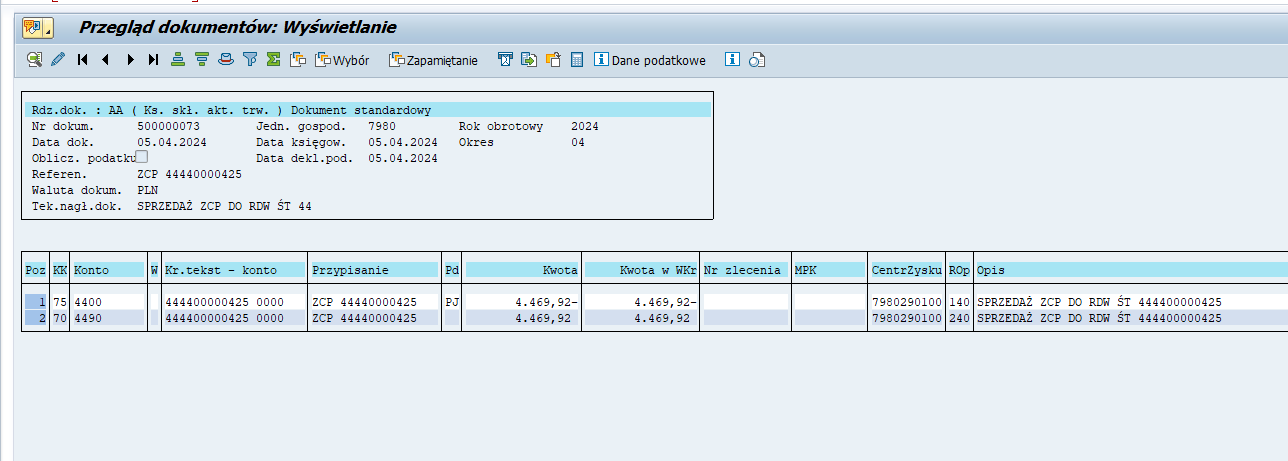 Przegląd dokumentów: Wyświetlanie
Wybór Zapamiętanie Dane podatkowe
Rdz.dok. : AA ( Ks. skł. akt. trw. ) Dokument standardowy
Nr dokum. 500000073 Jedn. gospod. 7980 Rok obrotowy 2024
Data dok. 05.04.2024 Data księgow. 05.04.2024 Okres 04
Oblicz. podatku Data dekl.pod. 05.04.2024
Referen. ZCP 44440000425
Waluta dokum. PLN
Tek.nagł.dok. SPRZEDAŻ ZCP DO RDW ŚT 44
Poz KK Konto W Kr.tekst - konto Przypisanie Pd Kwota Kwota w WKr Nr zlecenia MPK CentrZysku ROp Opis
1 75 4400 444400000425 0000 ZCP 44440000425 PJ 4.469,92- 4.469,92- 7980290100 140 SPRZEDAŻ ZCP DO RDW ŚT 444400000425
2 70 4490 444400000425 0000 ZCP 44440000425 4.469,92 4.469,92 7980290100 240 SPRZEDAŻ ZCP DO RDW ŚT 444400000425